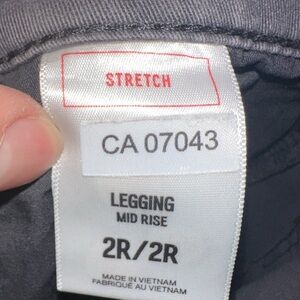 STRETCH
CA 07043
LEGGING
MID RISE
2R/2R
MADE IN VIETNAM
FABRIQUÉ AU VIETNAM